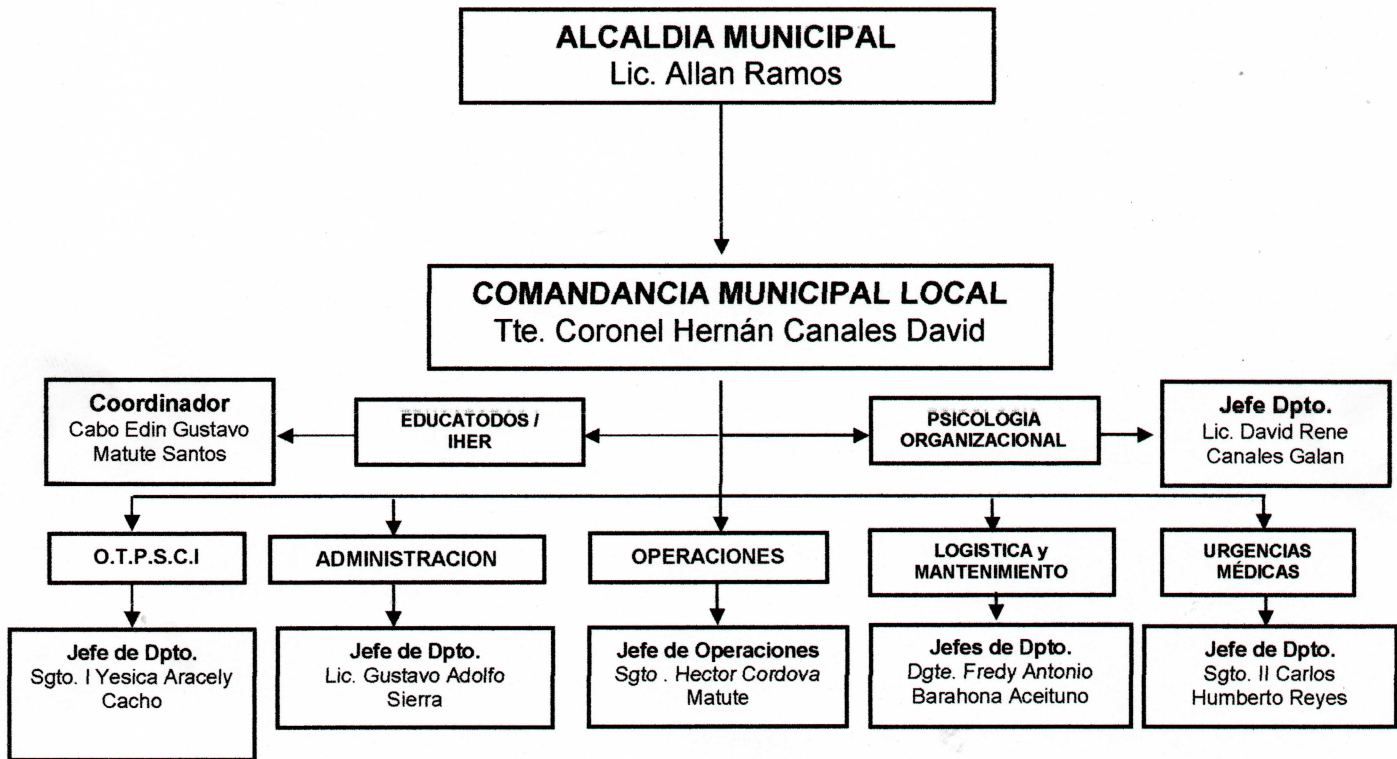 ALCALDIA MUNICIPAL
Lic. Allan Ramos
COMANDANCIA MUNICIPAL LOCAL
Tte. Coronel Hernán Canales David
Coordinador
Cabo Edin Gustavo
Matute Santos
EDUCATODOS /
IHER
PSICOLOGIA
ORGANIZACIONAL
Jefe Dpto.
Lic. David Rene
Canales Galan
O.T.P.S.C.I
ADMINISTRACION
OPERACIONES
LOGISTICA y
MANTENIMIENTO
URGENCIAS
MÉDICAS
Jefe de Dpto.
Sgto. I Yesica Aracely
Cacho
Jefe de Dpto.
Lic. Gustavo Adolfo
Sierra
Jefe de Operaciones
Sgto . Hector Cordova
Matute
Jefes de Dpto.
Dgte. Fredy Antonio
Barahona Aceituno
Jefe de Dpto.
Sgto. II Carlos
Humberto Reyes